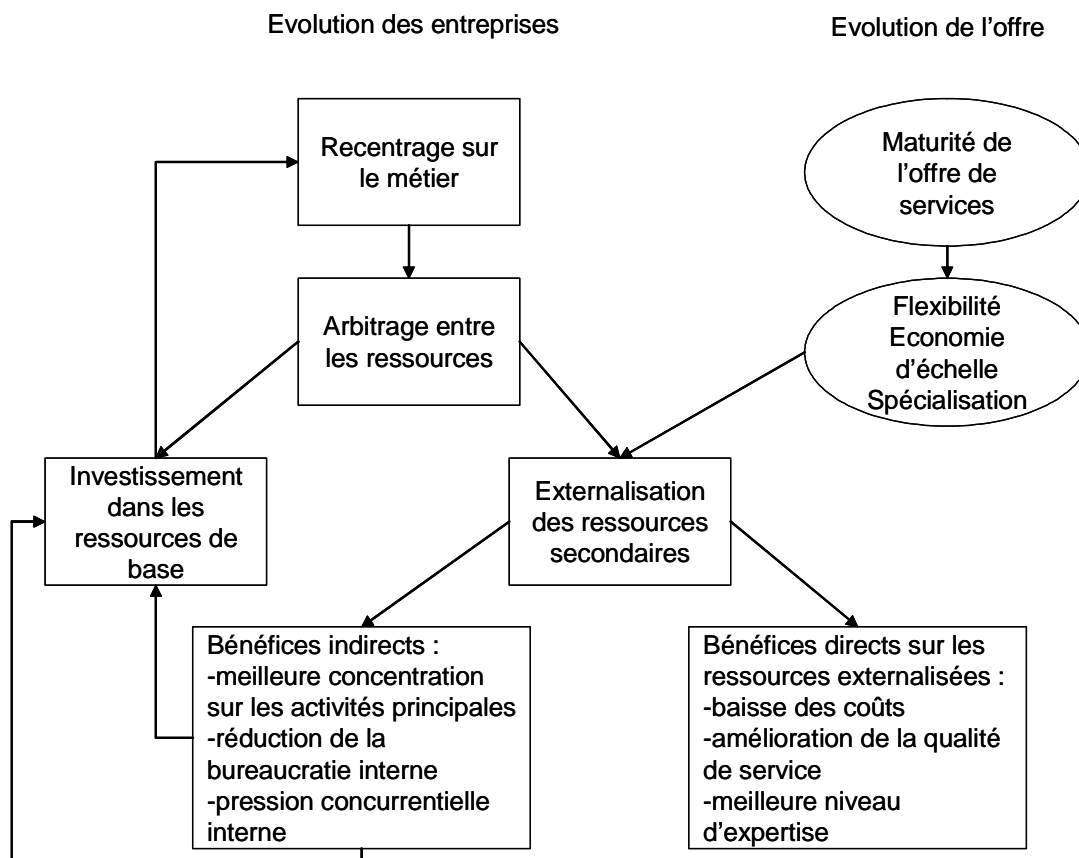 Evolution des entreprises
Evolution de l'offre
Recentrage sur
le métier
Maturité de
l'offre de
services
Arbitrage entre
les ressources
Flexibilité
Economie
d'échelle
Spécialisation
Investissement
dans les
ressources de
base
Externalisation
des ressources
secondaires
Bénéfices indirects :
-meilleure concentration
sur les activités principales
-réduction de la
bureaucratie interne
-pression concurrentielle
interne
Bénéfices directs sur les
ressources externalisées :
-baisse des coûts
-amélioration de la qualité
de service
-meilleure niveau
d'expertise